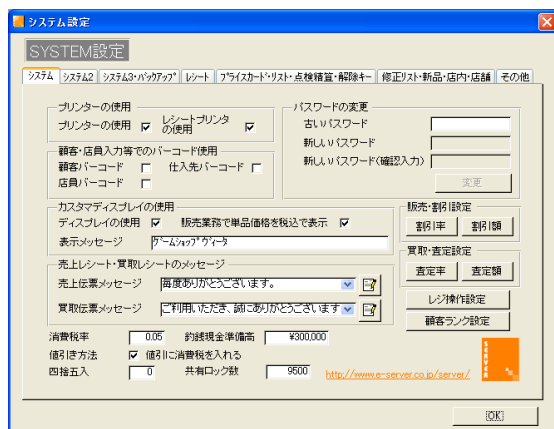 システム設定
SYSTEM設定
システム システム2 システム3・バックアップ レシート プライスカード・リスト・点検精算・解除キー 修正リスト・新品・店内・店舗 その他
プリンターの使用
プリンターの使用 レシートプリンタの使用
パスワードの変更
古いパスワード
新しいパスワード
新しいパスワード(確認入力)
変更
顧客・店員入力等でのバーコード使用
顧客バーコード 仕入先バーコード
店員バーコード
カスタマディスプレイの使用
ディスプレイの使用 販売業務で単品価格を税込で表示
表示メッセージ ゲームショップヴィータ
販売・割引設定
割引率 割引額
買取・査定設定
査定率 査定額
売上レシート・買取レシートのメッセージ
売上伝票メッセージ 毎度ありがとうございます。
買取伝票メッセージ ご利用いただき、誠にありがとうございます
レジ操作設定
顧客ランク設定
消費税率 0.05 釣銭現金準備高 ¥300,000
値引き方法 値引に消費税を入れる
四捨五入 0 共有ロック数 9500
http://www.e-server.co.jp/server/
SERVER
OK